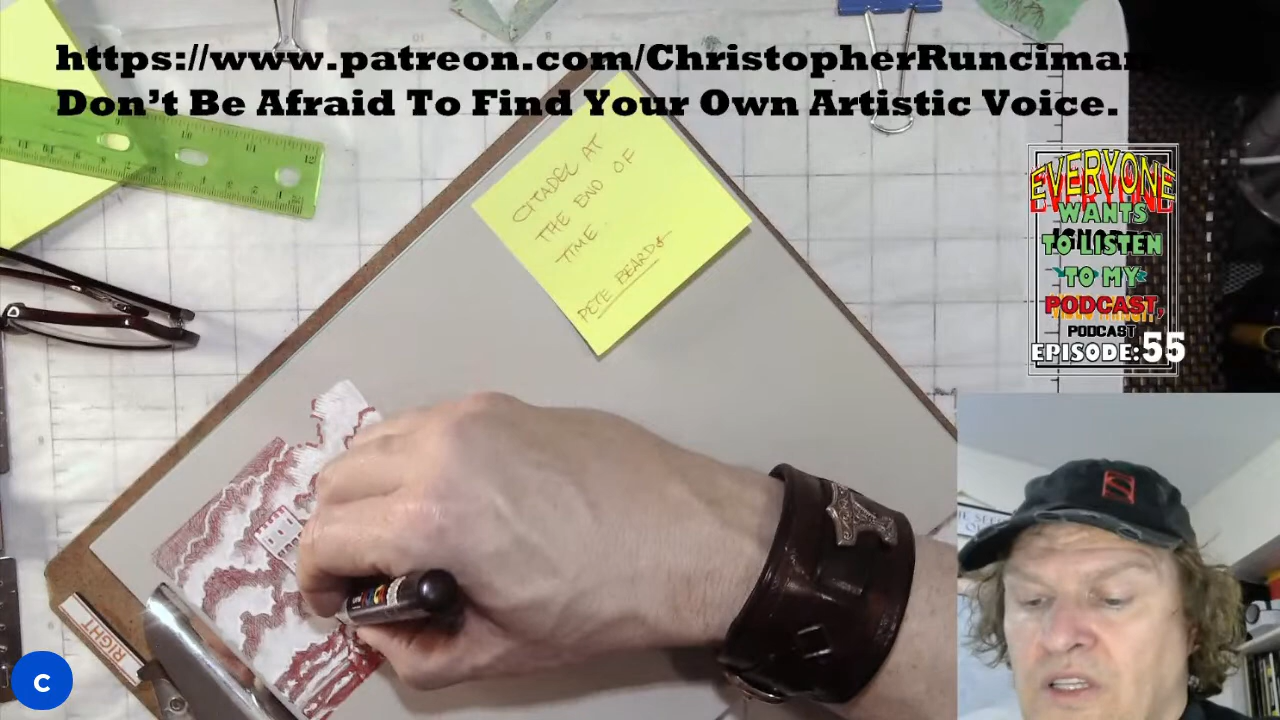 https://www.patreon.com/ChristopherRunciman
Don't Be Afraid To Find Your Own Artistic Voice.
CITADEL AT
THE END OF
TIME.
PETE BEARD
EVERYONE
WANTS
TO LISTEN
TO MY
PODCAST,
PODCAST
EPISODE:55
RIGHT
C